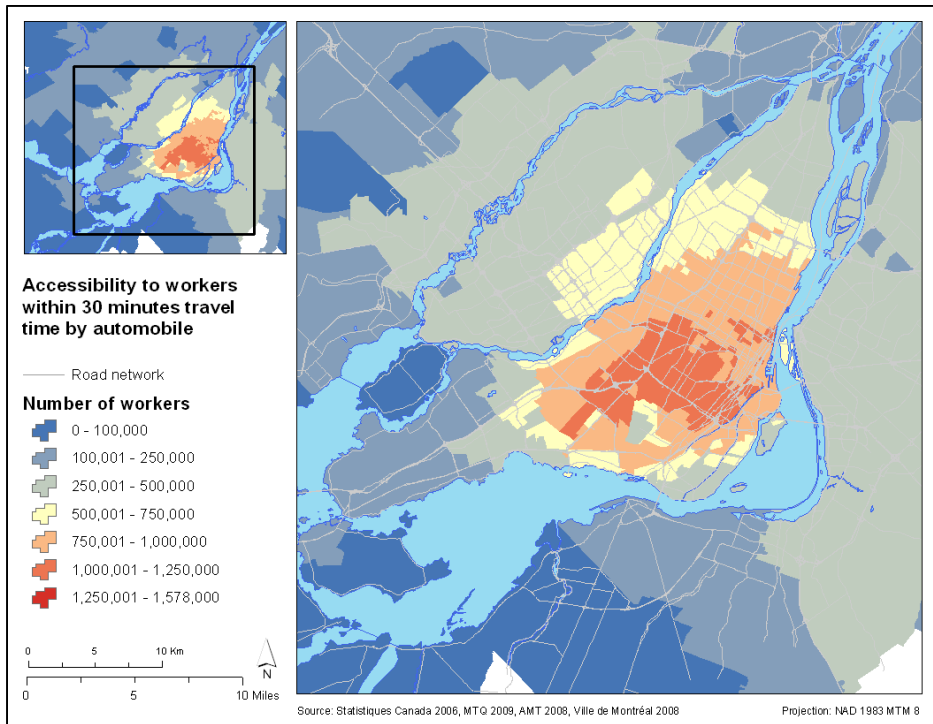 Accessibility to workers
within 30 minutes travel
time by automobile
Road network
Number of workers
0 - 100,000
100,001 - 250,000
250,001 - 500,000
500,001 - 750,000
750,001 - 1,000,000
1,000,001 - 1,250,000
1,250,001 - 1,578,000
0 5 10 Km
N
0 5 10 Miles
Source: Statistiques Canada 2006, MTQ 2009, AMT 2008, Ville de Montréal 2008 Projection: NAD 1983 MTM 8